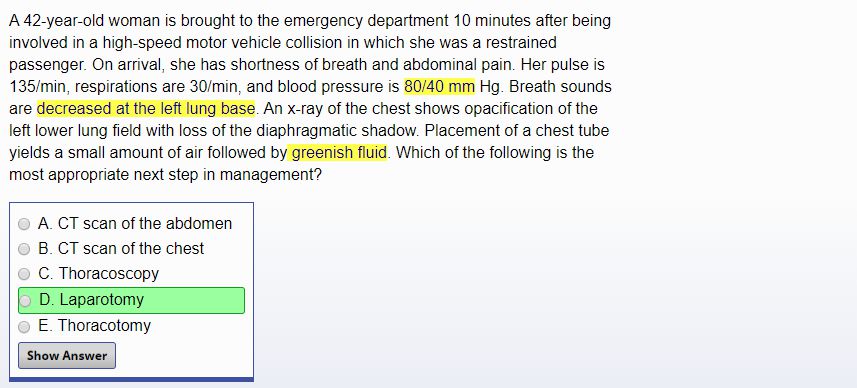 A 42-year-old woman is brought to the emergency department 10 minutes after being
involved in a high-speed motor vehicle collision in which she was a restrained
passenger. On arrival, she has shortness of breath and abdominal pain. Her pulse is
135/min, respirations are 30/min, and blood pressure is 80/40 mm Hg. Breath sounds
are decreased at the left lung base. An x-ray of the chest shows opacification of the
left lower lung field with loss of the diaphragmatic shadow. Placement of a chest tube
yields a small amount of air followed by greenish fluid. Which of the following is the
most appropriate next step in management?
A. CT scan of the abdomen
B. CT scan of the chest
C. Thoracoscopy
D. Laparotomy
E. Thoracotomy
Show Answer